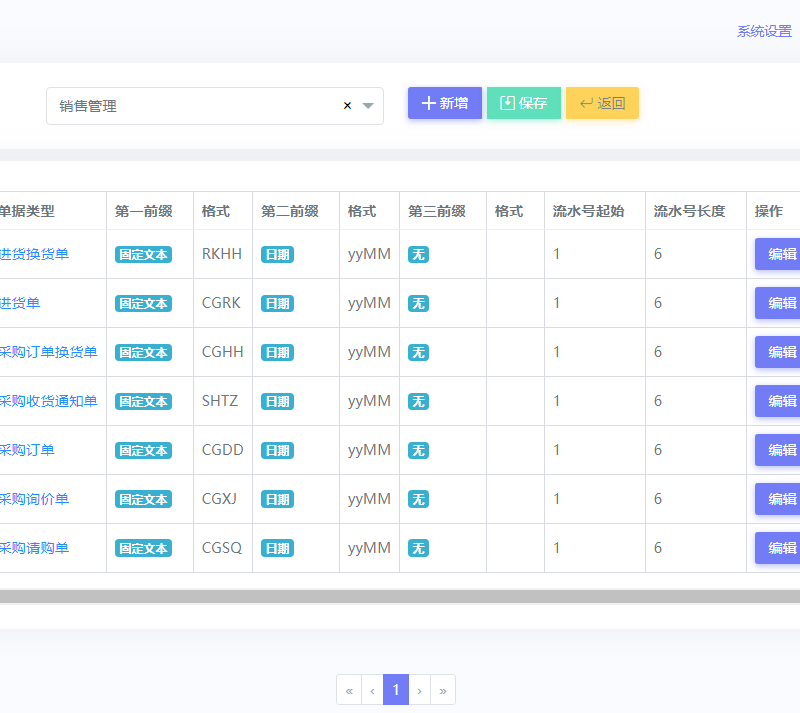 系统设置
销售管理 × 新增 保存 返回
单据类型 第一前缀 格式 第二前缀 格式 第三前缀 格式 流水号起始 流水号长度 操作
进货换货单 固定文本 RKHH 日期 yyMM 无 1 6 编辑
进货单 固定文本 CGRK 日期 yyMM 无 1 6 编辑
采购订单换货单 固定文本 CGHH 日期 yyMM 无 1 6 编辑
采购收货通知单 固定文本 SHTZ 日期 yyMM 无 1 6 编辑
采购订单 固定文本 CGDD 日期 yyMM 无 1 6 编辑
采购询价单 固定文本 CGXJ 日期 yyMM 无 1 6 编辑
采购请购单 固定文本 CGSQ 日期 yyMM 无 1 6 编辑
« ‹ 1 › »